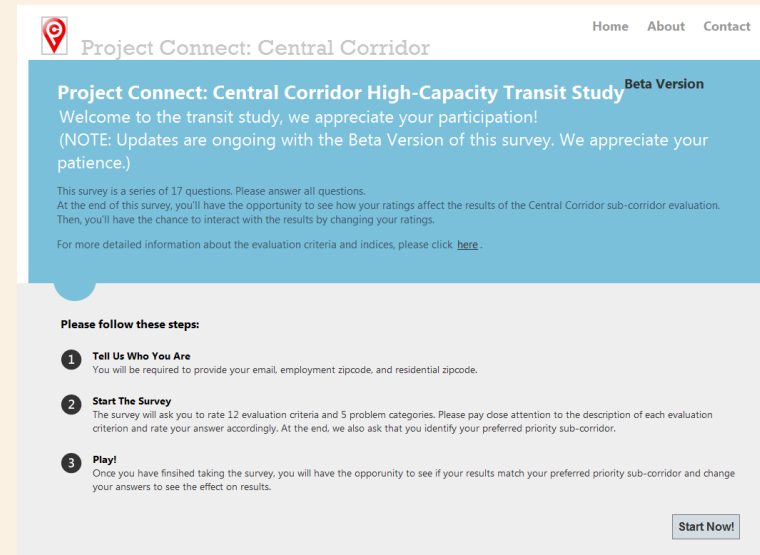 Home About Contact
Project Connect: Central Corridor
Project Connect: Central Corridor High-Capacity Transit Study Beta Version
Welcome to the transit study, we appreciate your participation!
(NOTE: Updates are ongoing with the Beta Version of this survey. We appreciate your
patience.)
This survey is a series of 17 questions. Please answer all questions.
At the end of this survey, you'll have the opportunity to see how your ratings affect the results of the Central Corridor sub-corridor evaluation.
Then, you'll have the chance to interact with the results by changing your ratings.
For more detailed information about the evaluation criteria and indices, please click here .
Please follow these steps:
1 Tell Us Who You Are
You will be required to provide your email, employment zipcode, and residential zipcode.
2 Start The Survey
The survey will ask you to rate 12 evaluation criteria and 5 problem categories. Please pay close attention to the description of each evaluation
criterion and rate your answer accordingly. At the end, we also ask that you identify your preferred priority sub-corridor.
3 Play!
Once you have finsihed taking the survey, you will have the opporunity to see if your results match your preferred priority sub-corridor and change
your answers to see the effect on results.
Start Now!